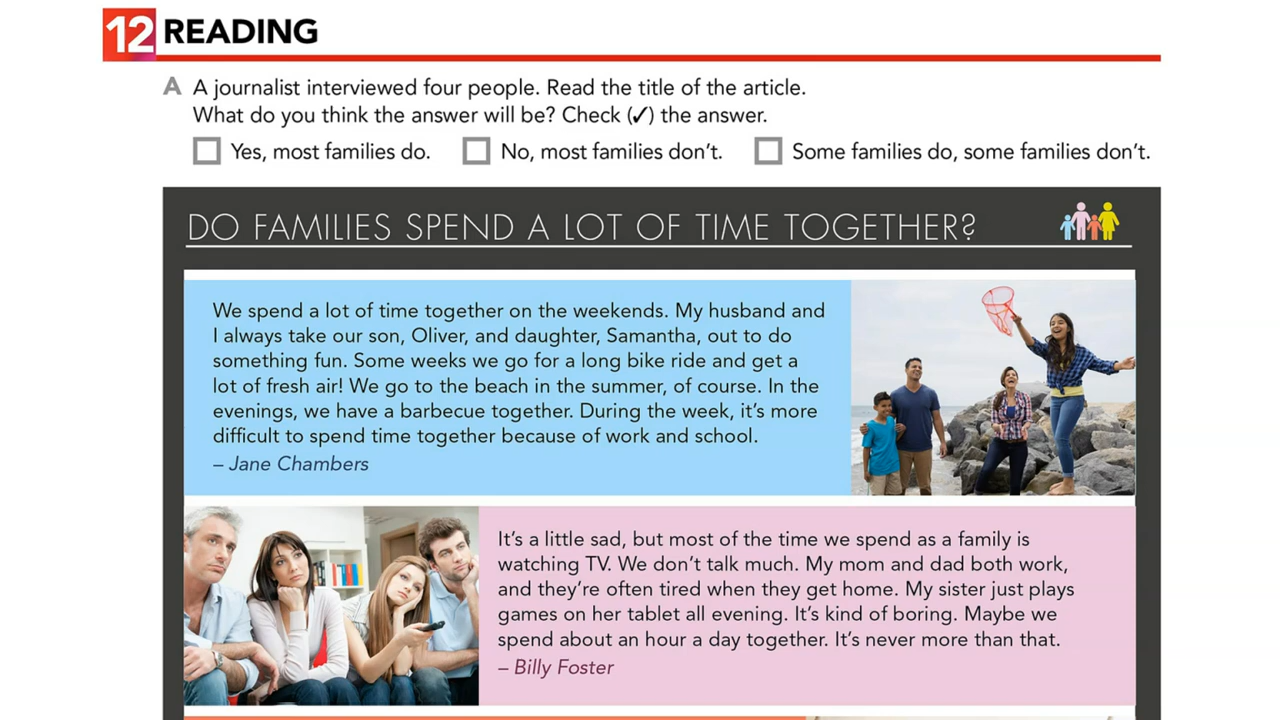 12 READING
A A journalist interviewed four people. Read the title of the article.
What do you think the answer will be? Check (✓) the answer.
Yes, most families do. No, most families don’t. Some families do, some families don’t.
DO FAMILIES SPEND A LOT OF TIME TOGETHER?
We spend a lot of time together on the weekends. My husband and
I always take our son, Oliver, and daughter, Samantha, out to do
something fun. Some weeks we go for a long bike ride and get a
lot of fresh air! We go to the beach in the summer, of course. In the
evenings, we have a barbecue together. During the week, it’s more
difficult to spend time together because of work and school.
– Jane Chambers
It’s a little sad, but most of the time we spend as a family is
watching TV. We don’t talk much. My mom and dad both work,
and they’re often tired when they get home. My sister just plays
games on her tablet all evening. It’s kind of boring. Maybe we
spend about an hour a day together. It’s never more than that.
– Billy Foster